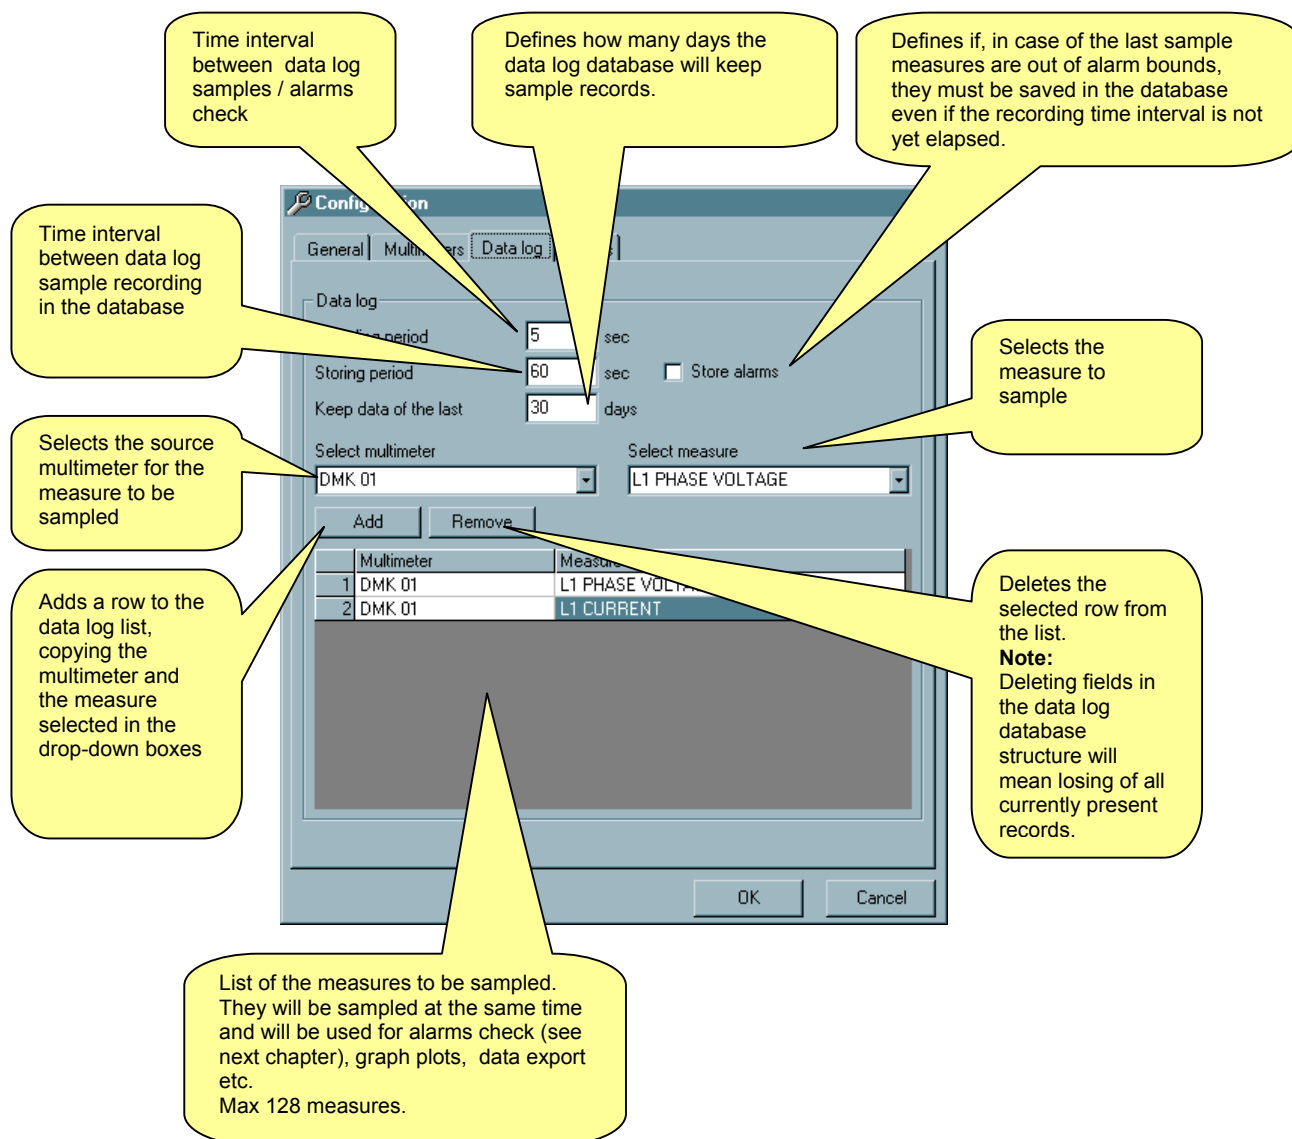 Time interval
between data log
samples / alarms
check
Defines how many days the
data log database will keep
sample records.
Defines if, in case of the last sample
measures are out of alarm bounds,
they must be saved in the database
even if the recording time interval is not
yet elapsed.
Time interval
between data log
sample recording
in the database
General
Data log
Data log
period
5
sec
Storing period
60
sec
Store alarms
Keep data of the last
30
days
Selects the
measure to
sample
Selects the source
multimeter for the
measure to be
sampled
Select multimeter
Select measure
DMK 01
L1 PHASE VOLTAGE
Add
Remove
Multimeter
1 DMK 01
L1 PHASE
2 DMK 01
L1 CURRENT
Adds a row to the
data log list,
copying the
multimeter and
the measure
selected in the
drop-down boxes
Deletes the
selected row from
the list.
Note:
Deleting fields in
the data log
database
structure will
mean losing of all
currently present
records.
OK
Cancel
List of the measures to be sampled.
They will be sampled at the same time
and will be used for alarms check (see
next chapter), graph plots, data export
etc.
Max 128 measures.